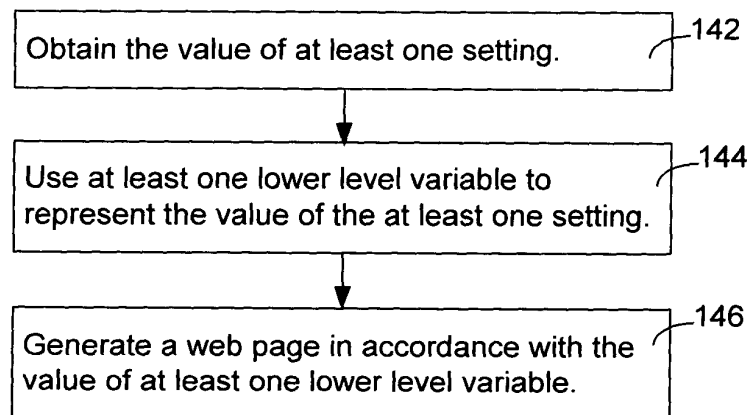 Obtain the value of at least one setting.
142
Use at least one lower level variable to
represent the value of the at least one setting.
144
Generate a web page in accordance with the
value of at least one lower level variable.
146